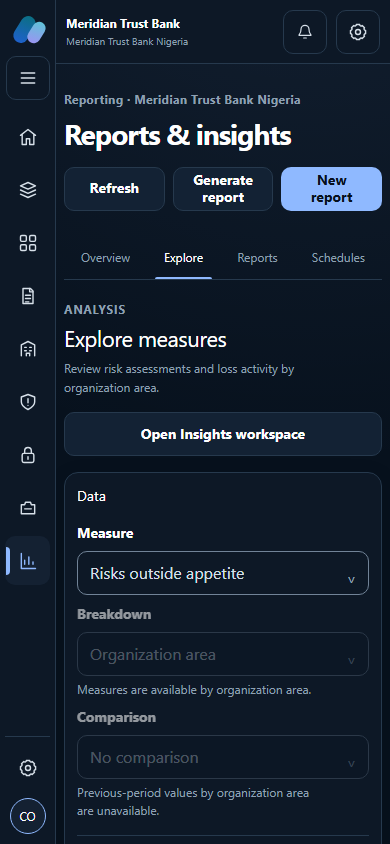 Meridian Trust Bank
Meridian Trust Bank Nigeria
Reporting · Meridian Trust Bank Nigeria
Reports & insights
Refresh
Generate
report
New
report
Overview
Explore
Reports
Schedules
ANALYSIS
Explore measures
Review risk assessments and loss activity by
organization area.
Open Insights workspace
Data
Measure
Risks outside appetite
v
Breakdown
Organization area
v
Measures are available by organization area.
Comparison
No comparison
v
Previous-period values by organization area
are unavailable.
CO